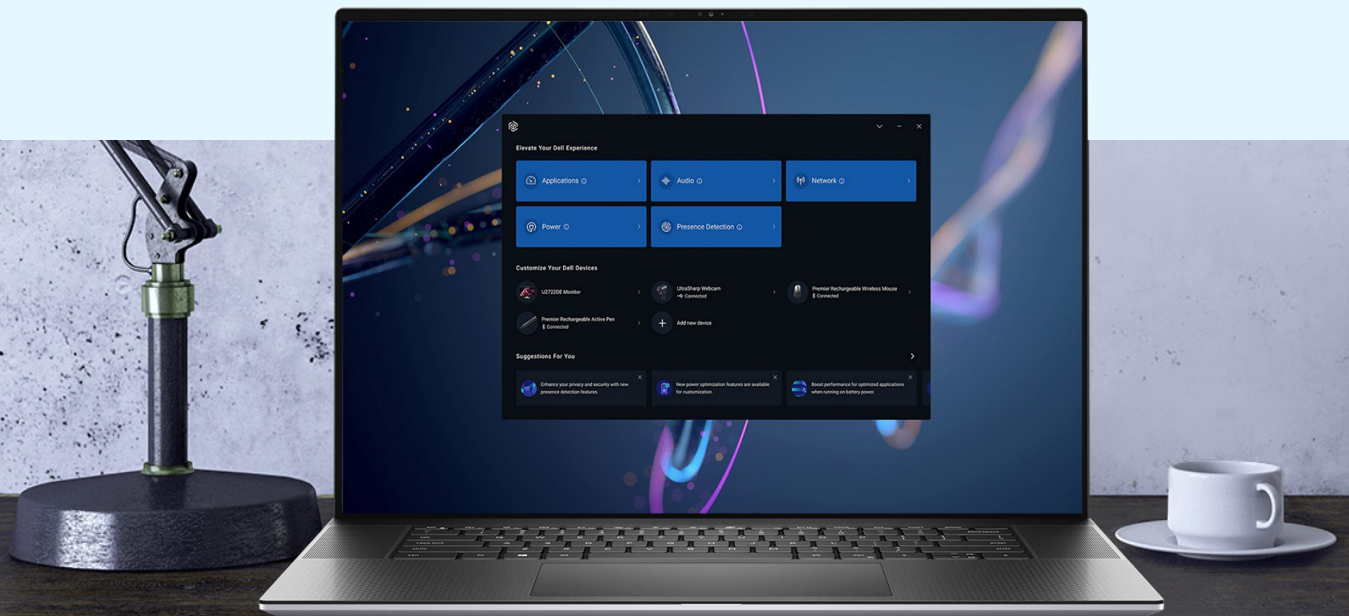 Elevate Your Dell Experience
Applications
Audio
Network
Power
Presence Detection
Customize Your Dell Devices
U2722DE Monitor
UltraSharp Webcam
Connected
Premier Rechargeable Wireless Mouse
Connected
Premier Rechargeable Active Pen
Connected
Add new device
Suggestions For You
Enhance your privacy and security with new
presence detection features
New power optimization features are available
for customization
Boost performance for optimized applications
when running on battery power